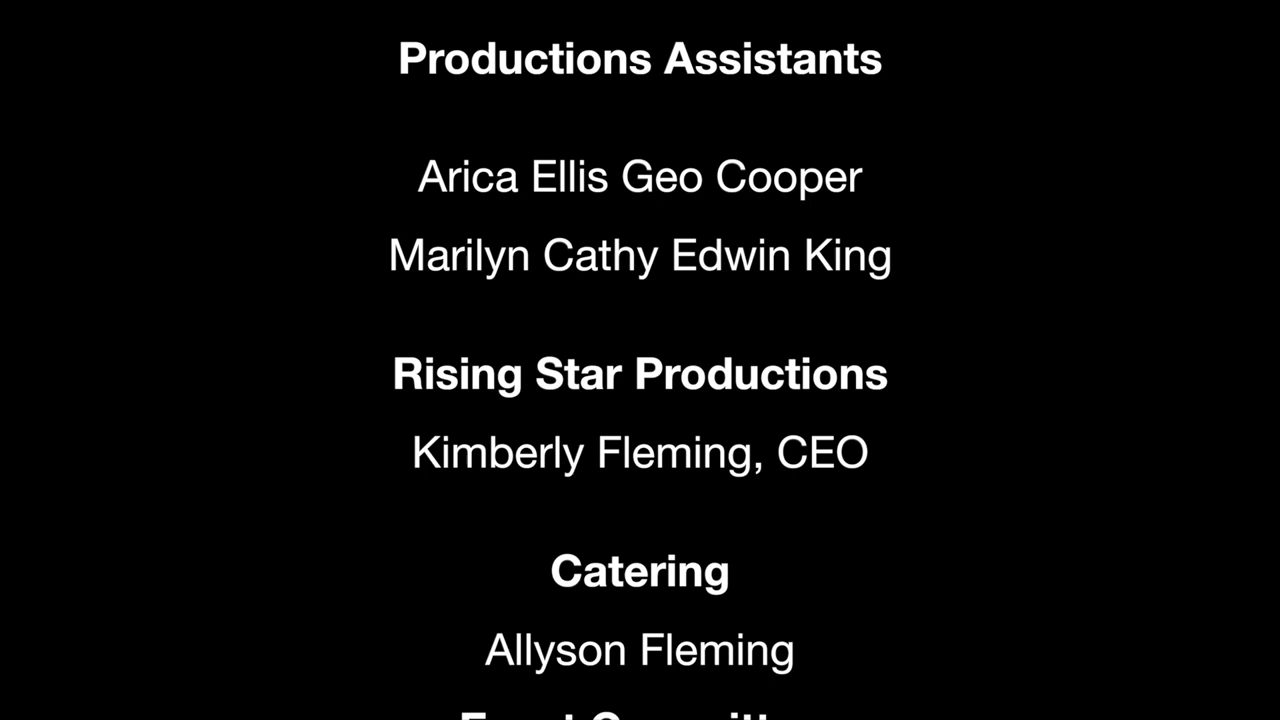 Productions Assistants
Arica Ellis Geo Cooper
Marilyn Cathy Edwin King
Rising Star Productions
Kimberly Fleming, CEO
Catering
Allyson Fleming